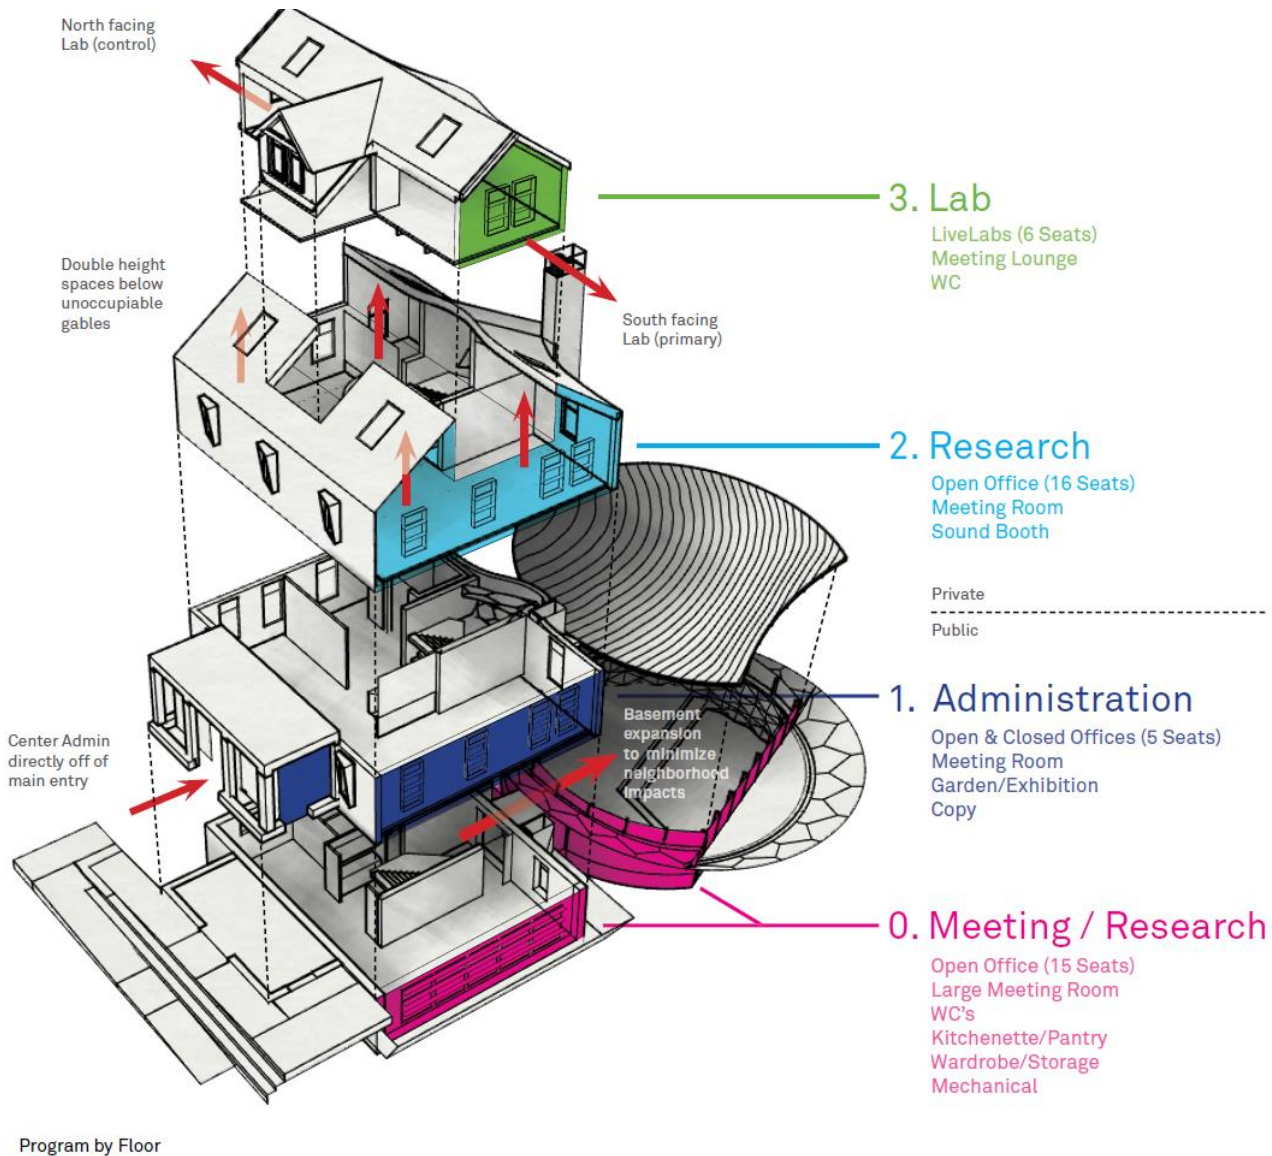 North facing
Lab (control)
3. Lab
LiveLabs (6 Seats)
Meeting Lounge
WC
Double height
spaces below
unoccupiable
gables
South facing
Lab (primary)
2. Research
Open Office (16 Seats)
Meeting Room
Sound Booth
Private
Public
1. Administration
Open & Closed Offices (5 Seats)
Meeting Room
Garden/Exhibition
Copy
Basement
expansion
to minimize
neighborhood
impacts
Center Admin
directly off of
main entry
0. Meeting / Research
Open Office (15 Seats)
Large Meeting Room
WC's
Kitchenette/Pantry
Wardrobe/Storage
Mechanical
Program by Floor